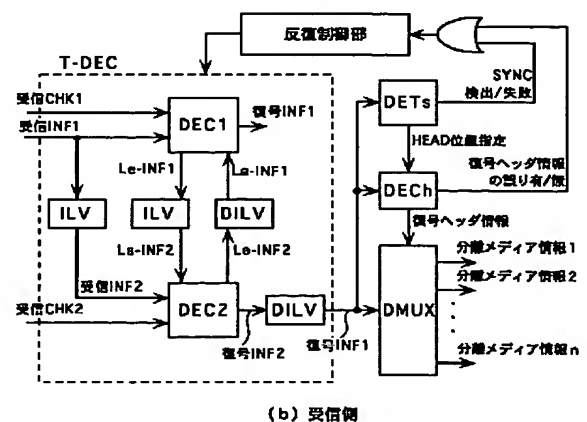 反復制御部
T-DEC
SYNC
検出/失敗
受信CHK1
受信INF1
DEC1
復号INF1
DETs
HEAD位置指定
Le-INF1
La-INF1
復号ヘッダ情報
の誤り有/無
ILV
ILV
DILV
DECh
復号ヘッダ情報
La-INF2
Le-INF2
分離メディア情報1
受信INF2
分離メディア情報2
受信CHK2
DEC2
DILV
DMUX
復号INF2
復号INF1
分離メディア情報n
(b) 受信側